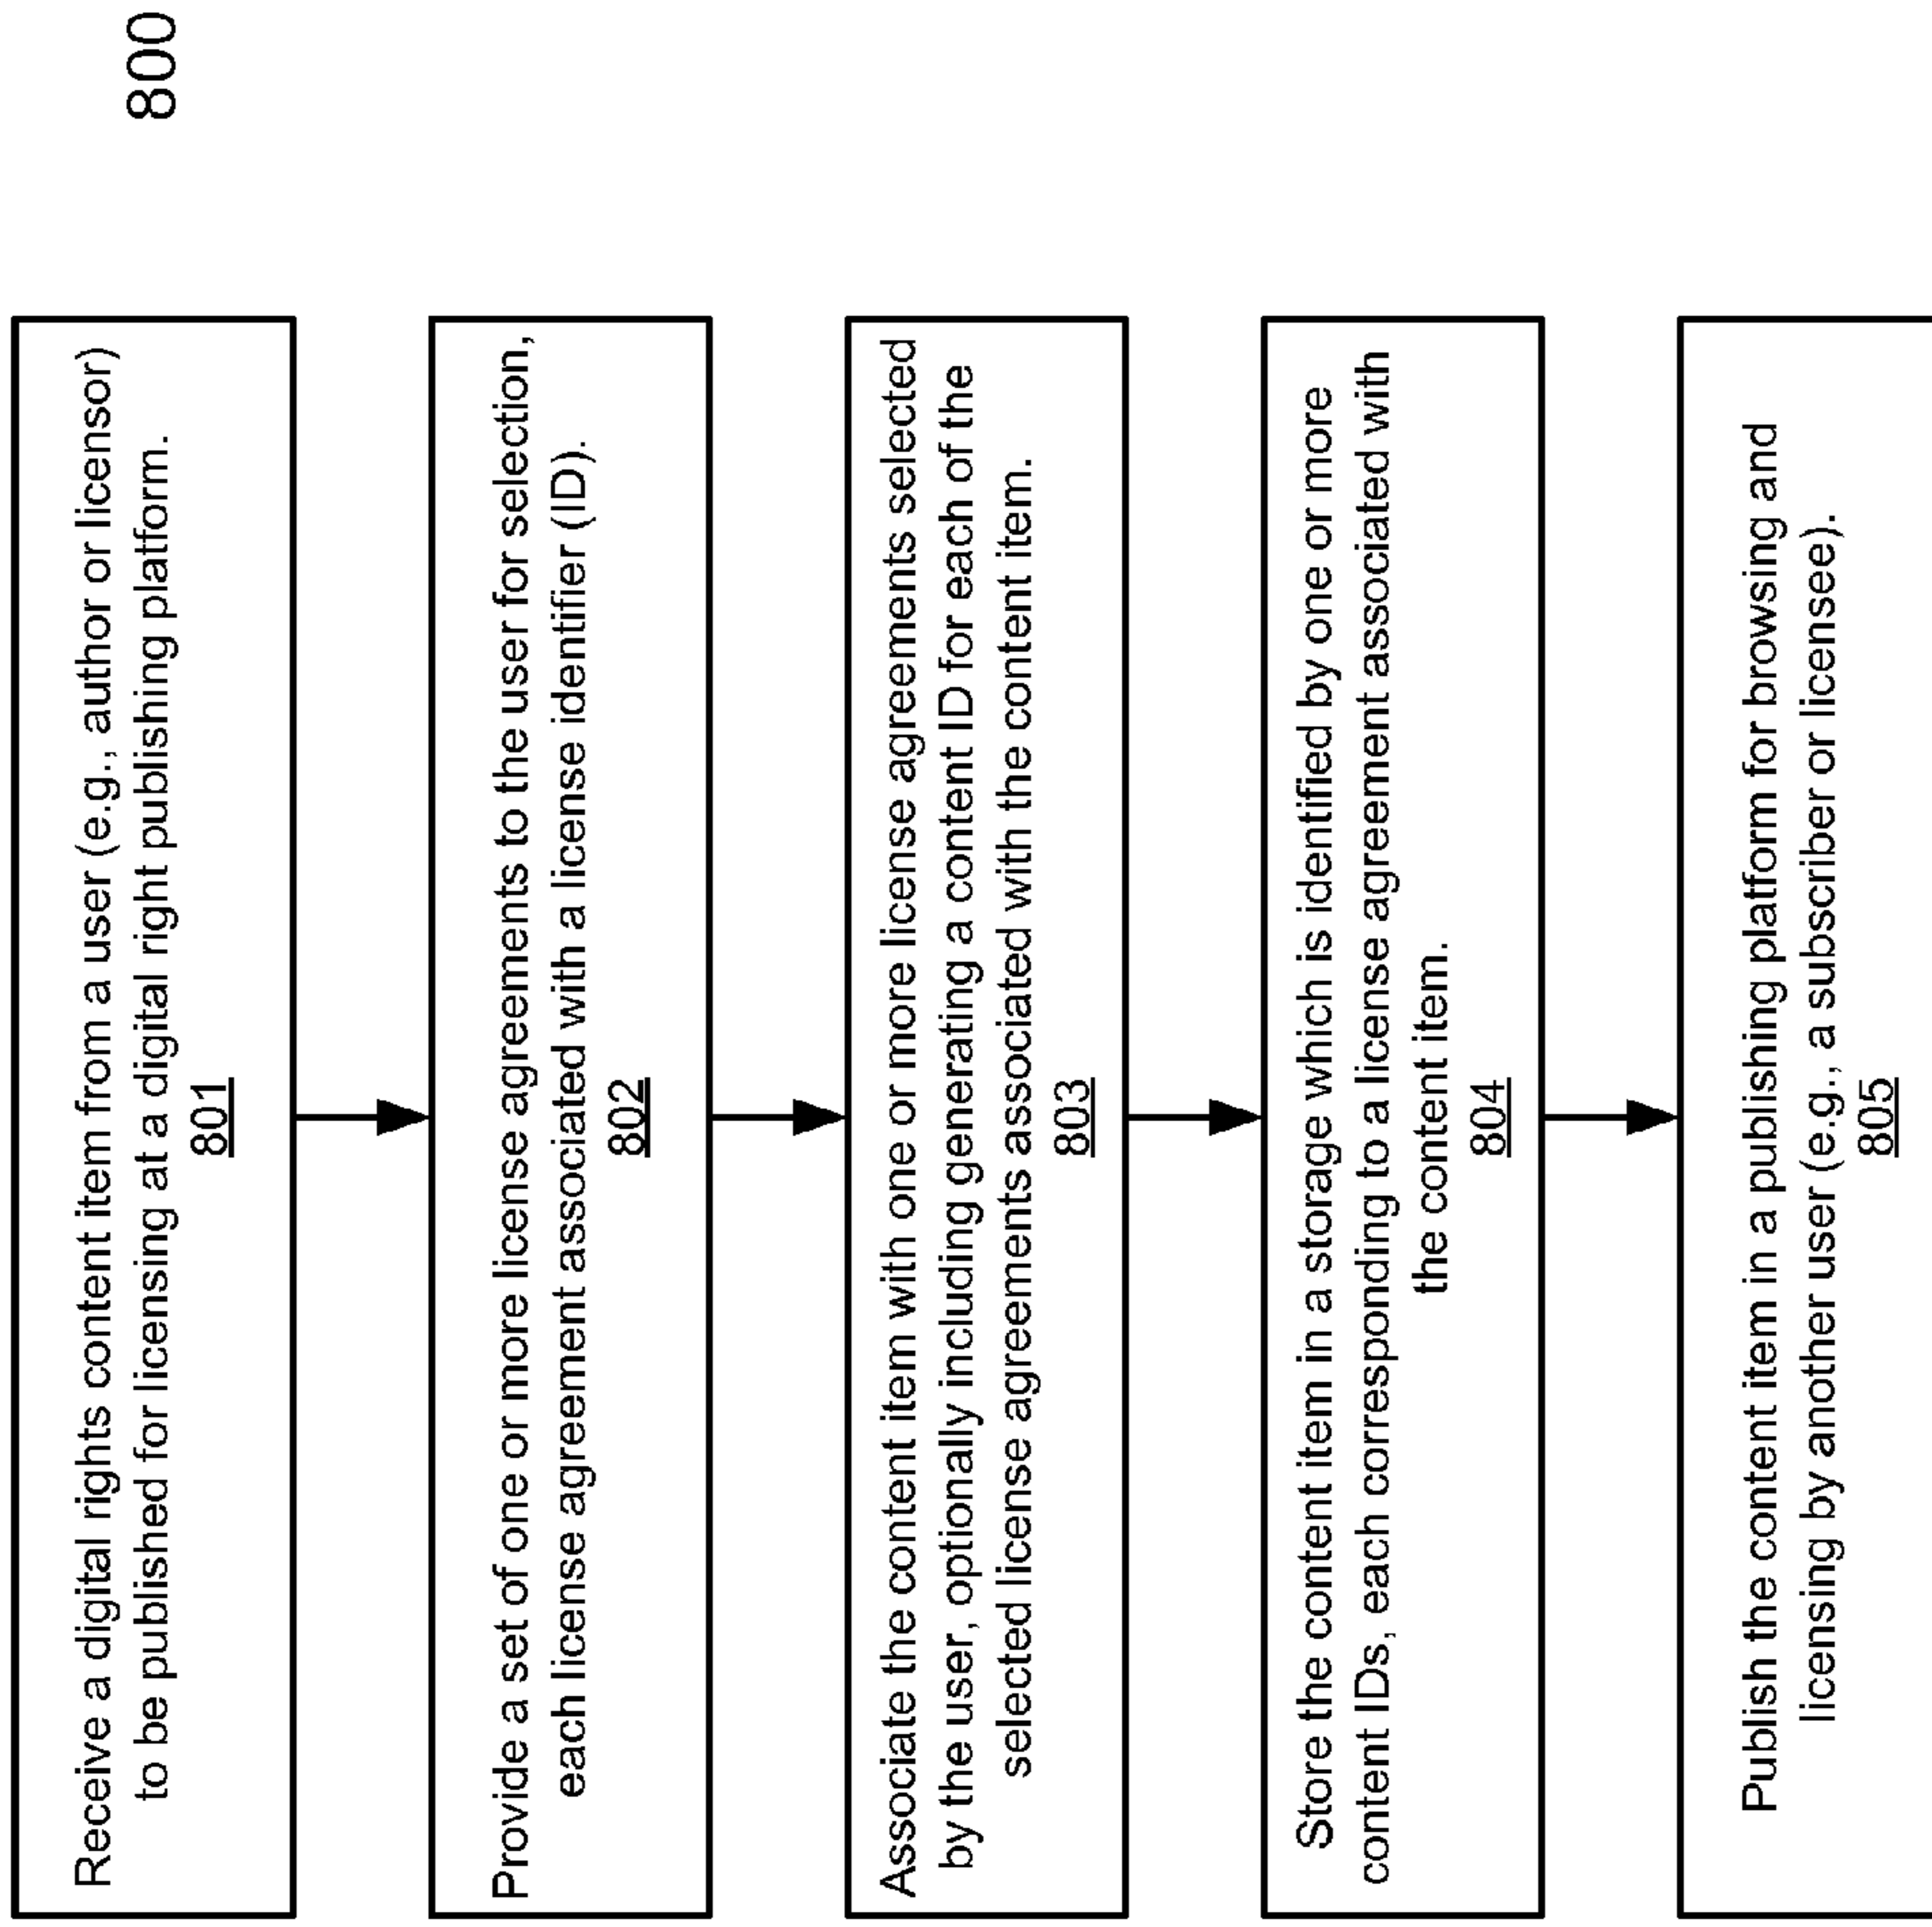 800
Receive a digital rights content item from a user (e.g., author or licensor)
to be published for licensing at a digital right publishing platform.
801
Provide a set of one or more license agreements to the user for selection,
each license agreement associated with a license identifier (ID).
802
Associate the content item with one or more license agreements selected
by the user, optionally including generating a content ID for each of the
selected license agreements associated with the content item.
803
Store the content item in a storage which is identified by one or more
content IDs, each corresponding to a license agreement associated with
the content item.
804
Publish the content item in a publishing platform for browsing and
licensing by another user (e.g., a subscriber or licensee).
805